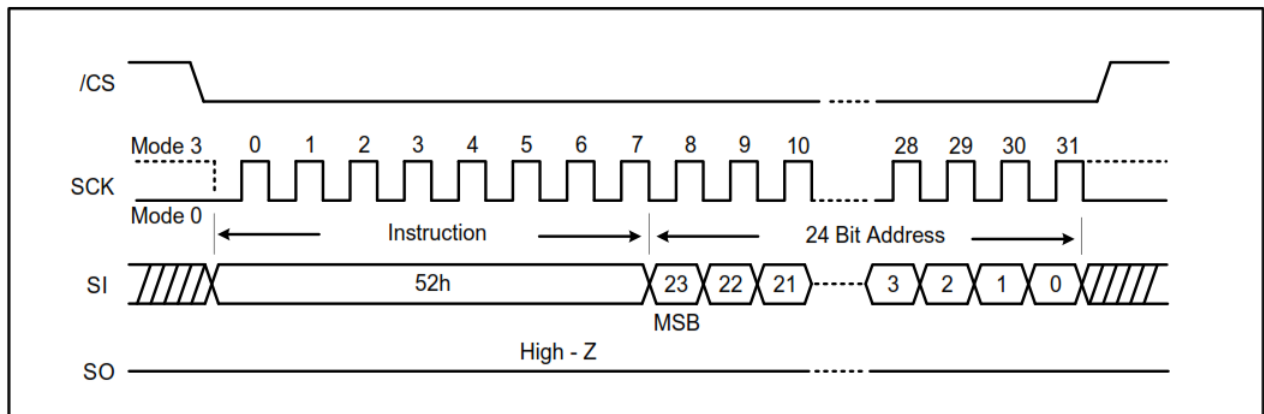 /CS
Mode 3 0 1 2 3 4 5 6 7 8 9 10 28 29 30 31
SCK
Mode 0
Instruction 24 Bit Address
SI 52h 23 22 21 3 2 1 0
MSB
High - Z
SO